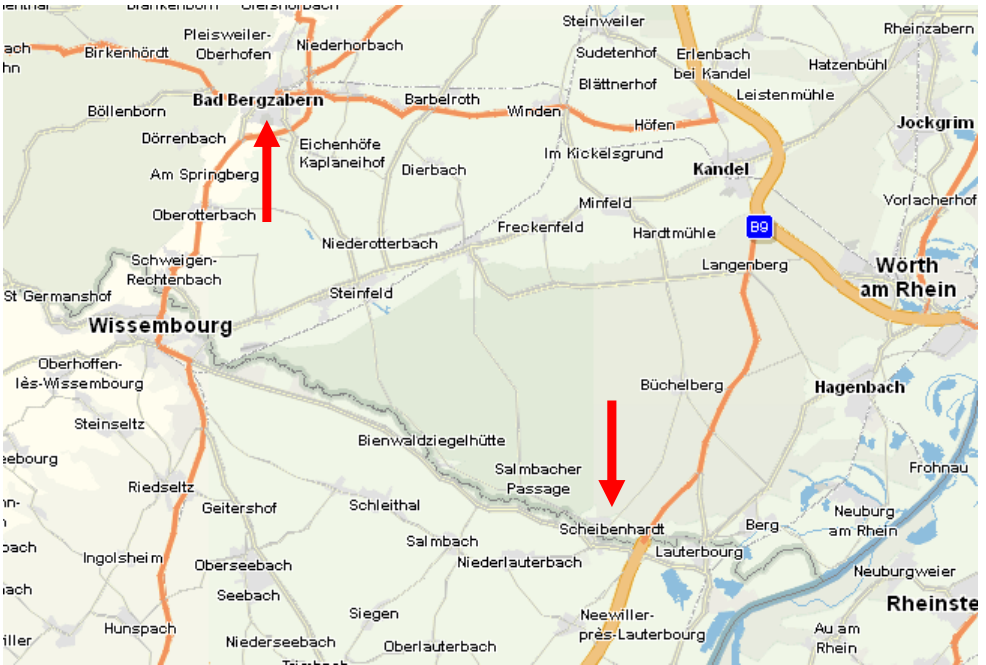 Steinweiler
Rheinzabern
Pleisweiler-
Oberhofen
Niederhorbach
Birkenhördt
Sudetenhof
Erlenbach
bei Kandel
Hatzenbühl
Blättnerhof
Leistenmühle
Bad Bergzabern
Barbelroth
Böllenborn
Winden
Höfen
Jockgrim
Dörrenbach
Eichenhöfe
Kaplaneihof
Im Kickelsgrund
Dierbach
Kandel
Am Springberg
Minfeld
Vorlacherhof
Oberotterbach
Freckenfeld
Hardtmühle
B9
Niederotterbach
Schweigen-
Rechtenbach
Langenberg
Wörth
am Rhein
St Germanshof
Steinfeld
Wissembourg
Oberhoffen-
lès-Wissembourg
Büchelberg
Hagenbach
Steinseltz
Bienwaldziegelhütte
eebourg
Salmbacher
Passage
Frohnau
Riedseltz
Geitershof
Schleithal
Scheibenhardt
Berg
Neuburg
am Rhein
Salmbach
Lauterbourg
bach
Ingolsheim
Oberseebach
Niederlauterbach
Neuburgweier
Seebach
Rheinste
Siegen
Neewiller-
près-Lauterbourg
Hunspach
Niederseebach
Oberlauterbach
Au am
Rhein
iller